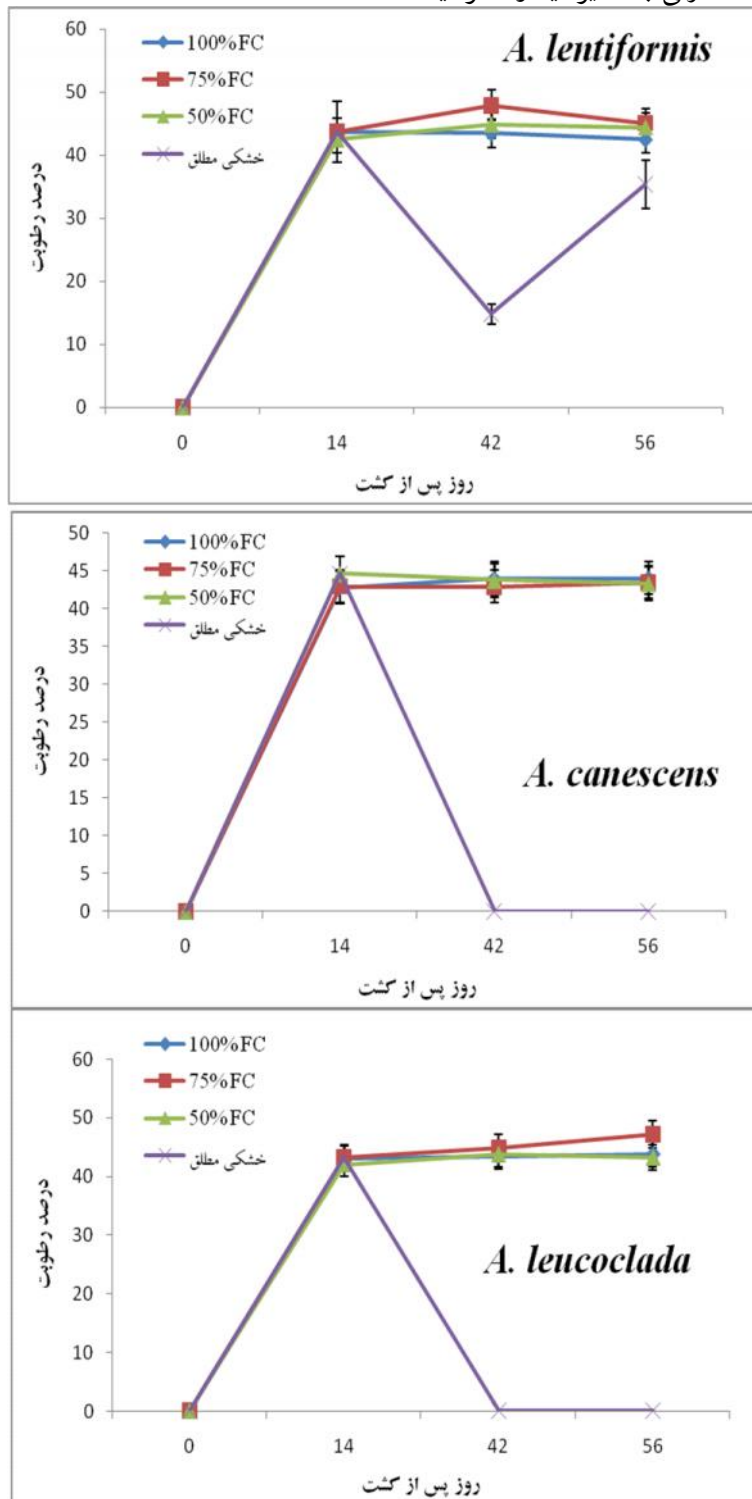 60
50
40
30
20
10
0
100%FC
75%FC
50%FC
خشکی مطلق
A. lentiformis
درصد رطوبت
0 14 42 56
روز پس از کشت
50
45
40
35
30
25
20
15
10
5
0
100%FC
75%FC
50%FC
خشکی مطلق
A. canescens
درصد رطوبت
0 14 42 56
روز پس از کشت
60
50
40
30
20
10
0
100%FC
75%FC
50%FC
خشکی مطلق
A. leucoclada
درصد رطوبت
0 14 42 56
روز پس از کشت